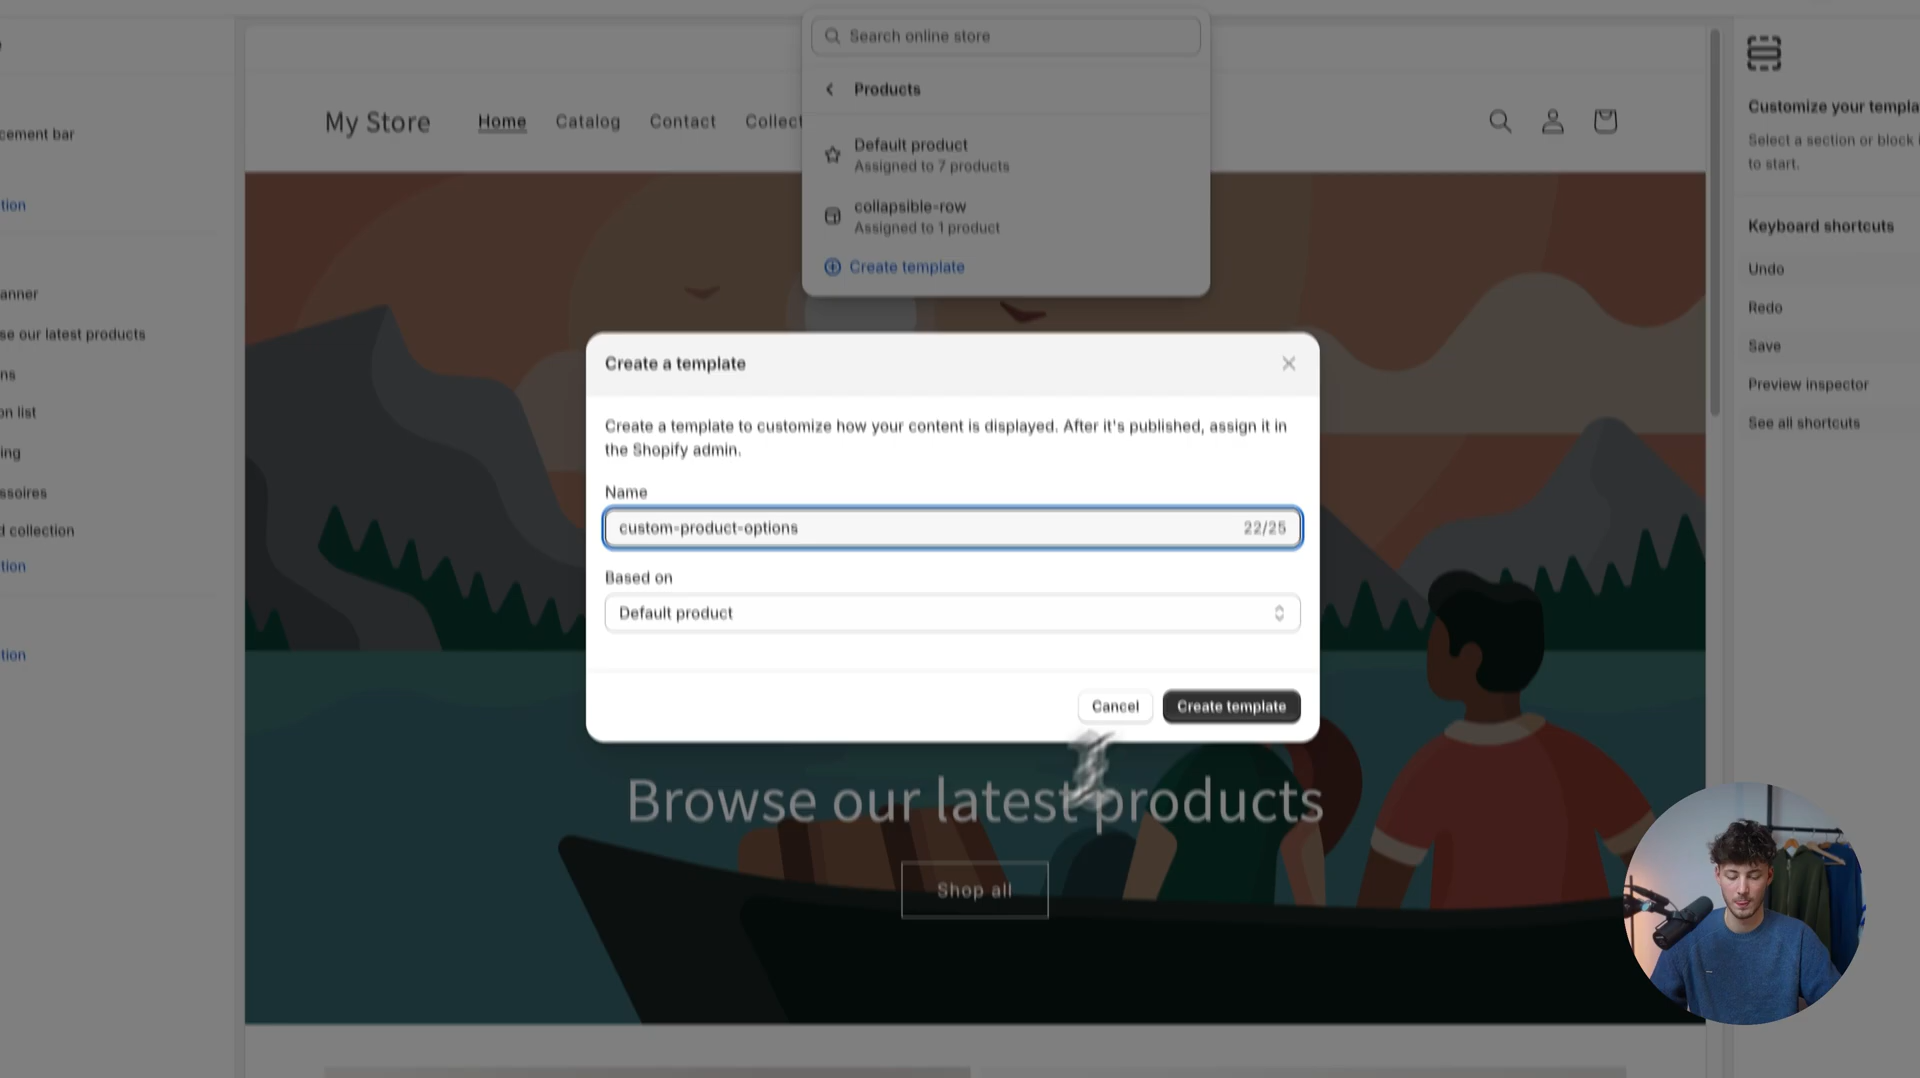 Search online store
Products
Default product
Assigned to 7 products
collapsible-row
Assigned to 1 product
Create template
My Store
Home
Catalog
Contact
Collect
cement bar
tion
anner
se our latest products
ns
on list
ing
ssoires
d collection
tion
tion
Create a template
Create a template to customize how your content is displayed. After it's published, assign it in
the Shopify admin.
Name
custom-product-options 22/25
Based on
Default product
Cancel
Create template
Browse our latest products
Shop all
Customize your templa
Select a section or block i
to start.
Keyboard shortcuts
Undo
Redo
Save
Preview inspector
See all shortcuts